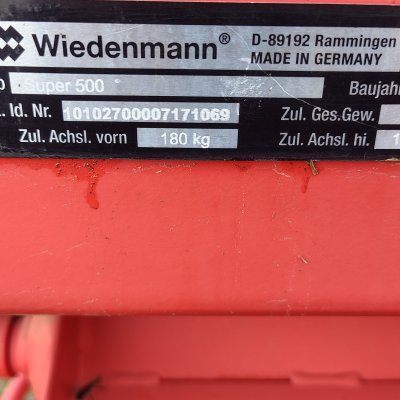 Wiedenmann® D-89192 Rammingen
MADE IN GERMANY
Super 500 Baujahr
Id. Nr. 10102700007171069 Zul. Ges.Gew.
Zul. Achsl. vorn 180 kg Zul. Achsl. hi.